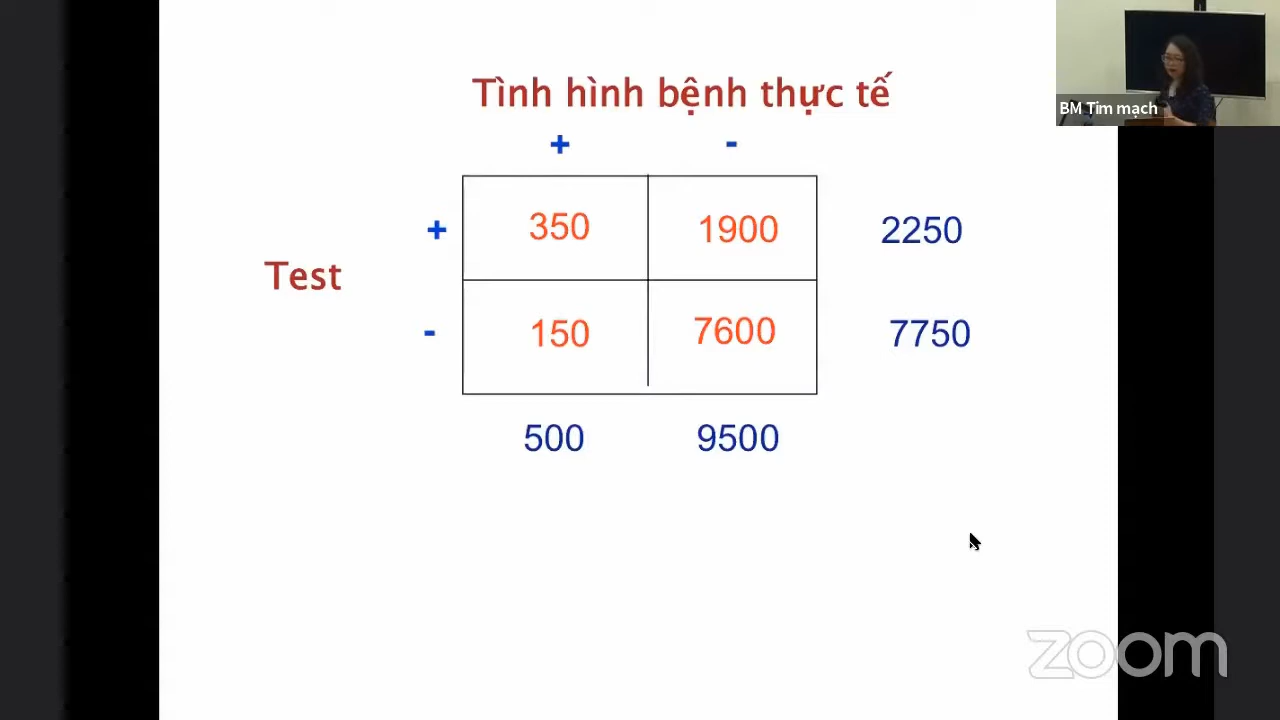 Tình hình bệnh thực tế
BM Tim mạch
+ -
+ 350 1900 2250
Test
- 150 7600 7750
500 9500
zoom